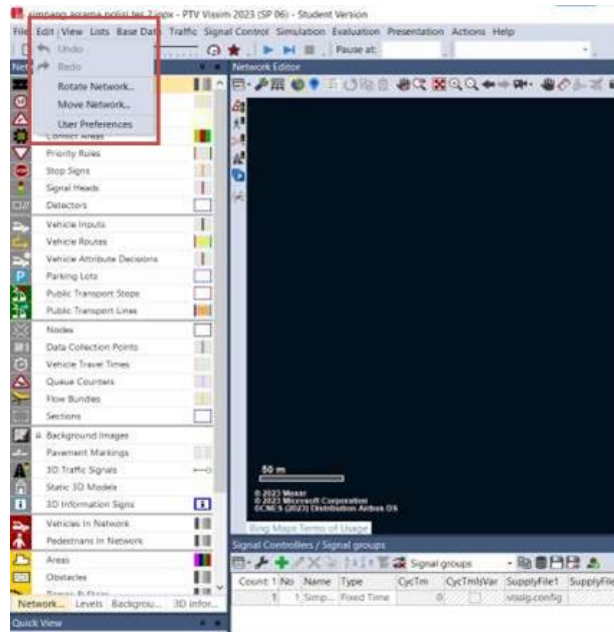 simpang asrama polisi tes 2.inpx - PTV Vissim 2023 (SP 06) - Student Version
File Edit View Lists Base Data Traffic Signal Control Simulation Evaluation Presentation Actions Help
Pause at:
Undo
Redo
Rotate Network...
Move Network...
User Preferences
Network Editor
Conflict Areas
Priority Rules
Stop Signs
Signal Heads
Detectors
Vehicle Inputs
Vehicle Routes
Vehicle Attribute Decisions
Parking Lots
Public Transport Stops
Public Transport Lines
Nodes
Data Collection Points
Vehicle Travel Times
Queue Counters
Flow Bundles
Sections
Background Images
Pavement Markings
3D Traffic Signals
Static 3D Models
3D Information Signs
Vehicles In Network
Pedestrians In Network
Areas
Obstacles
Ramps & Stairs
Network... Levels Backgrou... 3D Infor...
Quick View
50 m
© 2023 Maxar
© 2023 Microsoft Corporation
©CNES (2023) Distribution Airbus DS
Bing Maps Terms of Usage
Signal Controllers / Signal groups
Signal groups
Count: 1 No Name Type CycTm CycTmIsVar SupplyFile1 SupplyFile
1 1 Simp... Fixed Time 0 vissig.config